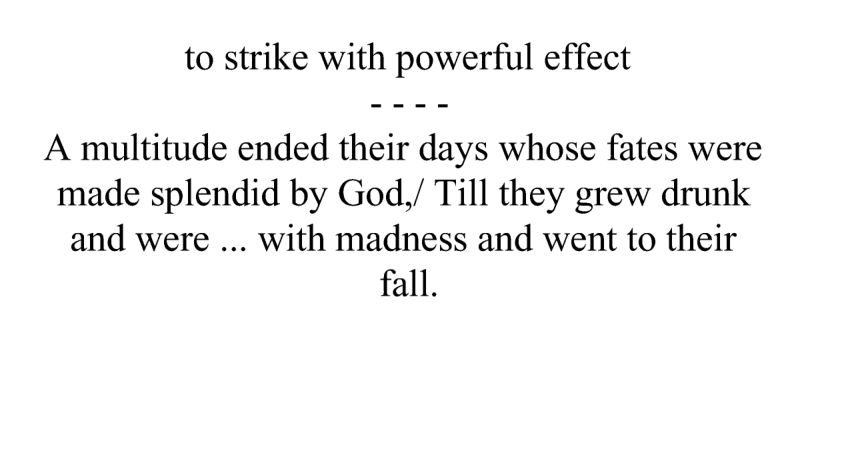 to strike with powerful effect
- - - -
A multitude ended their days whose fates were
made splendid by God,/ Till they grew drunk
and were ... with madness and went to their
fall.